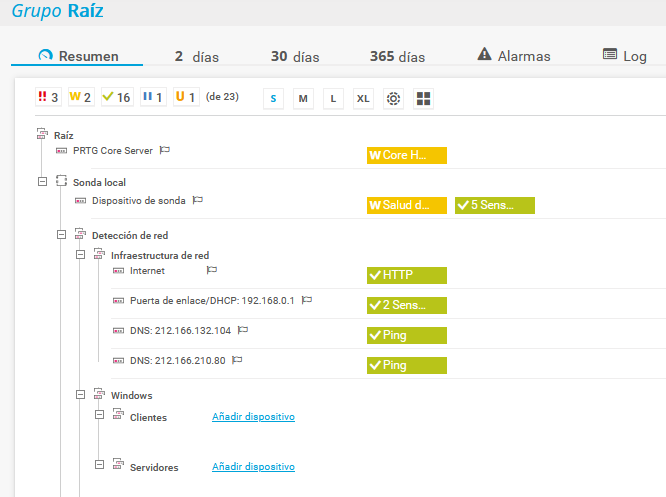 Grupo Raíz
Resumen 2 días 30 días 365 días Alarmas Log
!! 3 W 2 16 1 U 1 (de 23) S M L XL
Raíz
PRTG Core Server W Core H...
Sonda local
Dispositivo de sonda W Salud d... 5 Sens...
Detección de red
Infraestructura de red
Internet HTTP
Puerta de enlace/DHCP: 192.168.0.1 2 Sens...
DNS: 212.166.132.104 Ping
DNS: 212.166.210.80 Ping
Windows
Clientes Añadir dispositivo
Servidores Añadir dispositivo